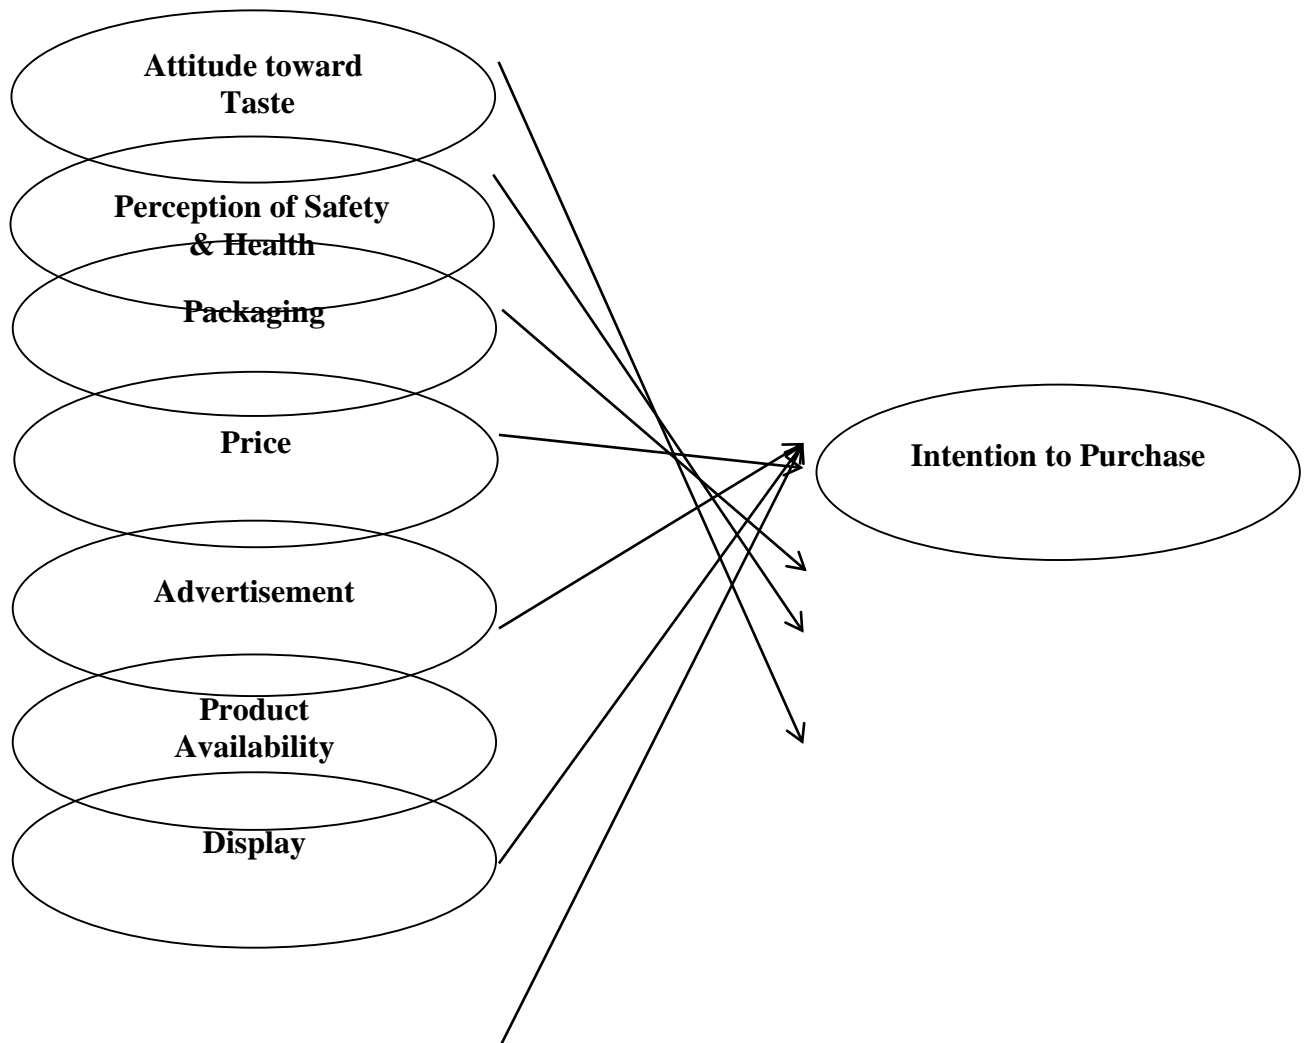 Attitude toward
Taste
Perception of Safety
& Health
Packaging
Price
Intention to Purchase
Advertisement
Product
Availability
Display